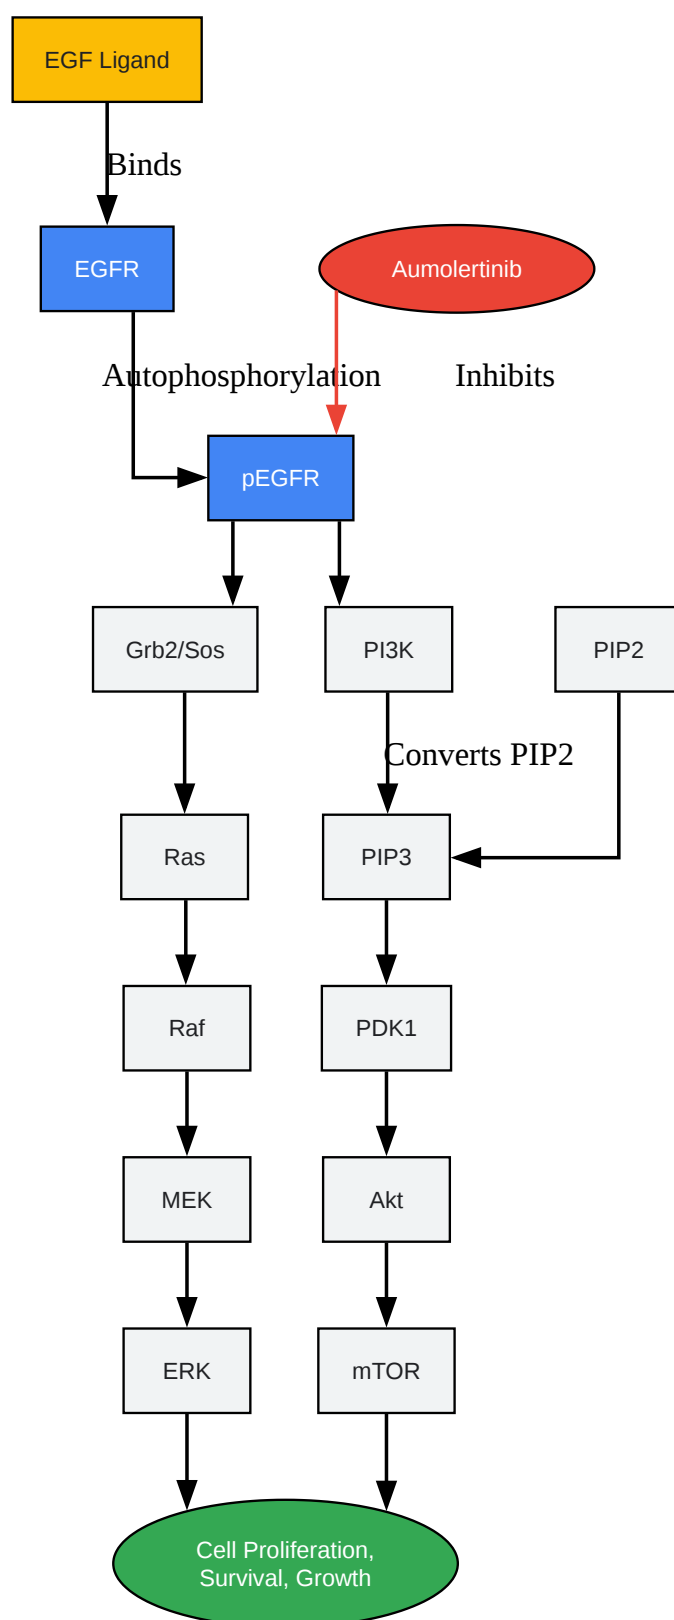 EGF Ligand
Binds
EGFR
Aumolertinib
Autophosphorylation
Inhibits
pEGFR
Grb2/Sos
PI3K
PIP2
Converts PIP2
Ras
PIP3
Raf
PDK1
MEK
Akt
ERK
mTOR
Cell Proliferation,
Survival, Growth